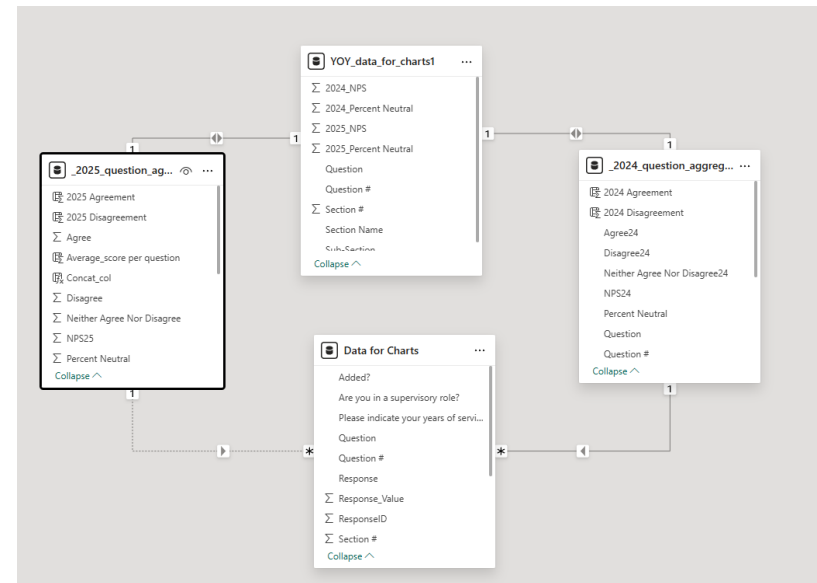 YOY_data_for_charts1
...
2024_NPS
2024_Percent Neutral
2025_NPS
2025_Percent Neutral
Question
Question #
Section #
Section Name
Sub-Section
Collapse
1
1
1
1
_2025_question_ag... ...
2025 Agreement
2025 Disagreement
Agree
Average_score per question
Concat_col
Disagree
Neither Agree Nor Disagree
NPS25
Percent Neutral
Collapse
1
_2024_question_aggreg... ...
2024 Agreement
2024 Disagreement
Agree24
Disagree24
Neither Agree Nor Disagree24
NPS24
Percent Neutral
Question
Question #
Collapse
1
Data for Charts ...
Added?
Are you in a supervisory role?
Please indicate your years of servi...
Question
Question #
Response
Response_Value
ResponseID
Section #
Collapse
*
*